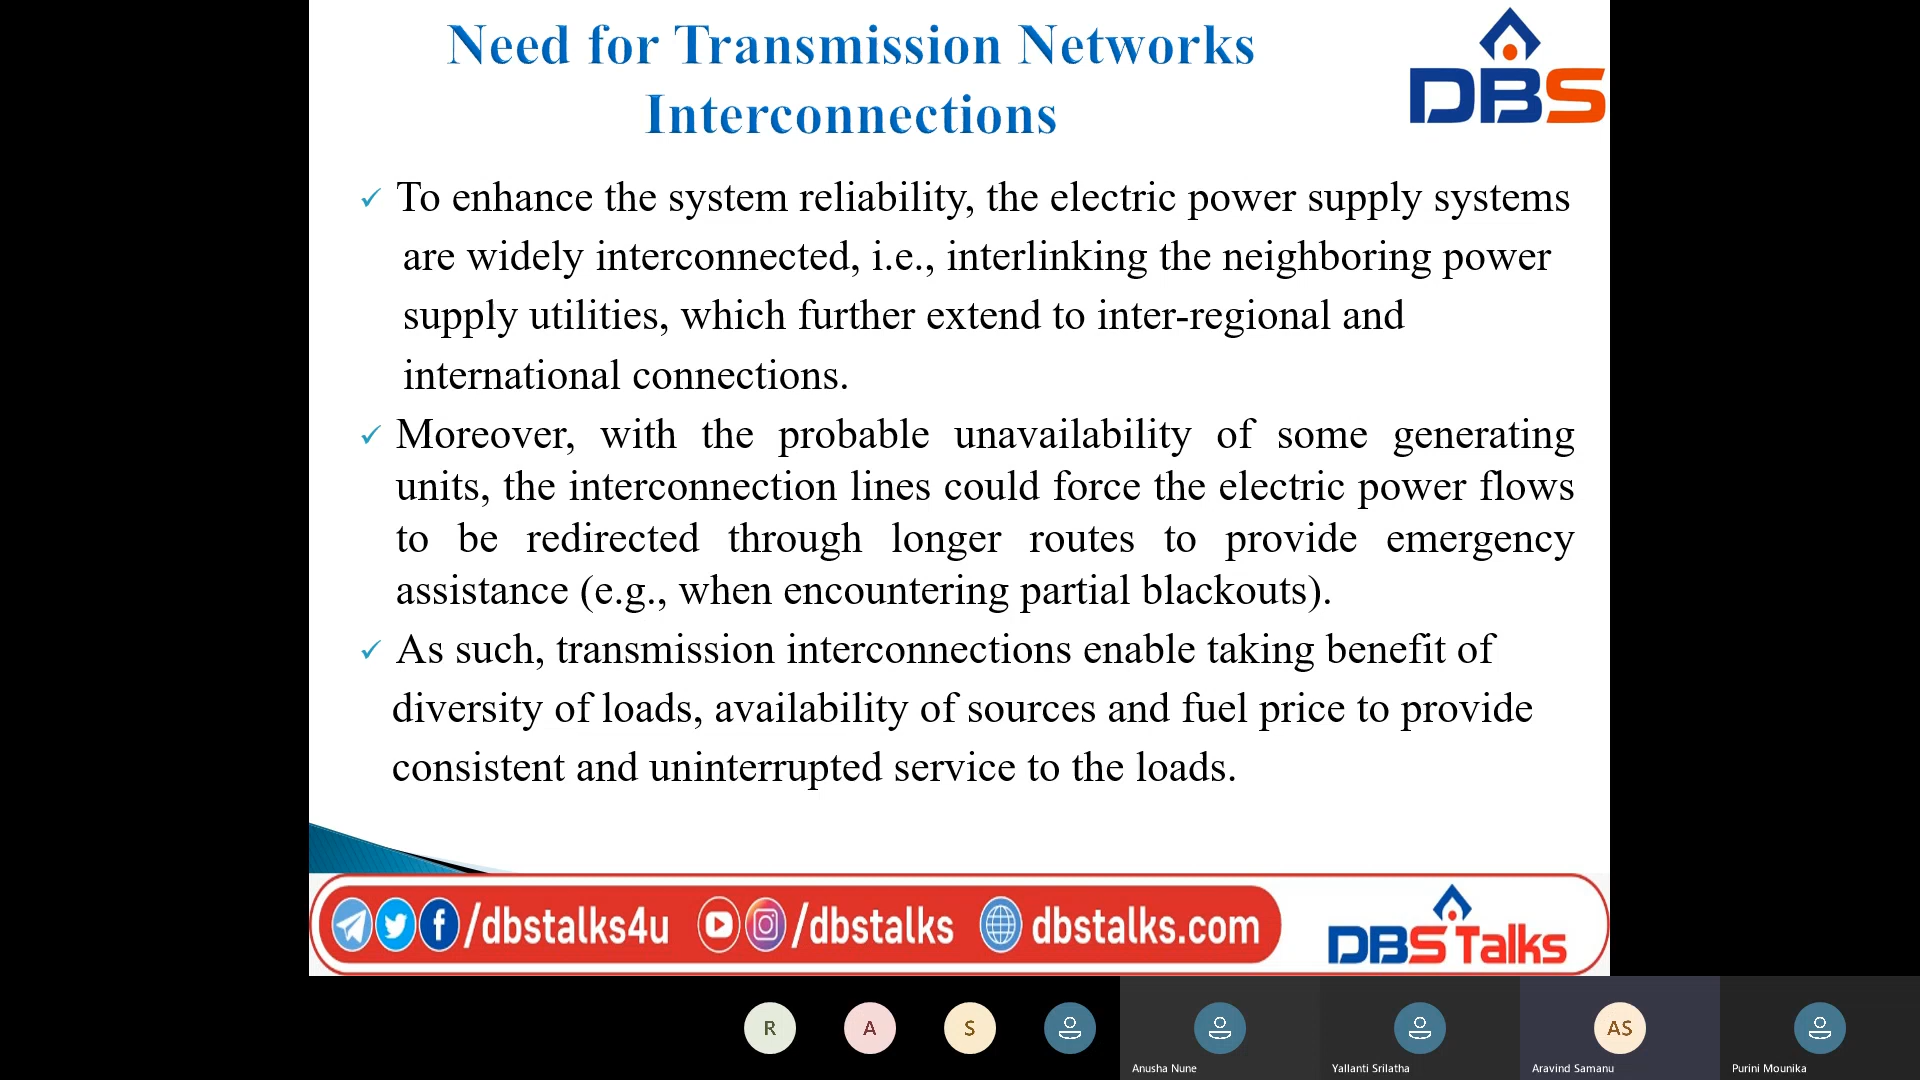 Need for Transmission Networks
Interconnections
DBS
✓ To enhance the system reliability, the electric power supply systems
are widely interconnected, i.e., interlinking the neighboring power
supply utilities, which further extend to inter-regional and
international connections.
✓ Moreover, with the probable unavailability of some generating
units, the interconnection lines could force the electric power flows
to be redirected through longer routes to provide emergency
assistance (e.g., when encountering partial blackouts).
✓ As such, transmission interconnections enable taking benefit of
diversity of loads, availability of sources and fuel price to provide
consistent and uninterrupted service to the loads.
/dbstalks4u /dbstalks dbstalks.com DBS Talks
R A S AS
Anusha Nune Yallanti Srilatha Aravind Samanu Purini Mounika